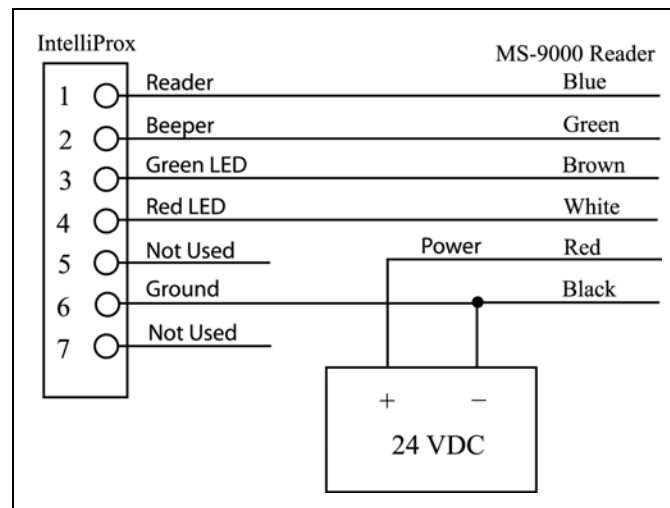 IntelliProx
MS-9000 Reader
1 Reader Blue
2 Beeper Green
3 Green LED Brown
4 Red LED White
5 Not Used Power Red
6 Ground Black
7 Not Used
+ −
24 VDC